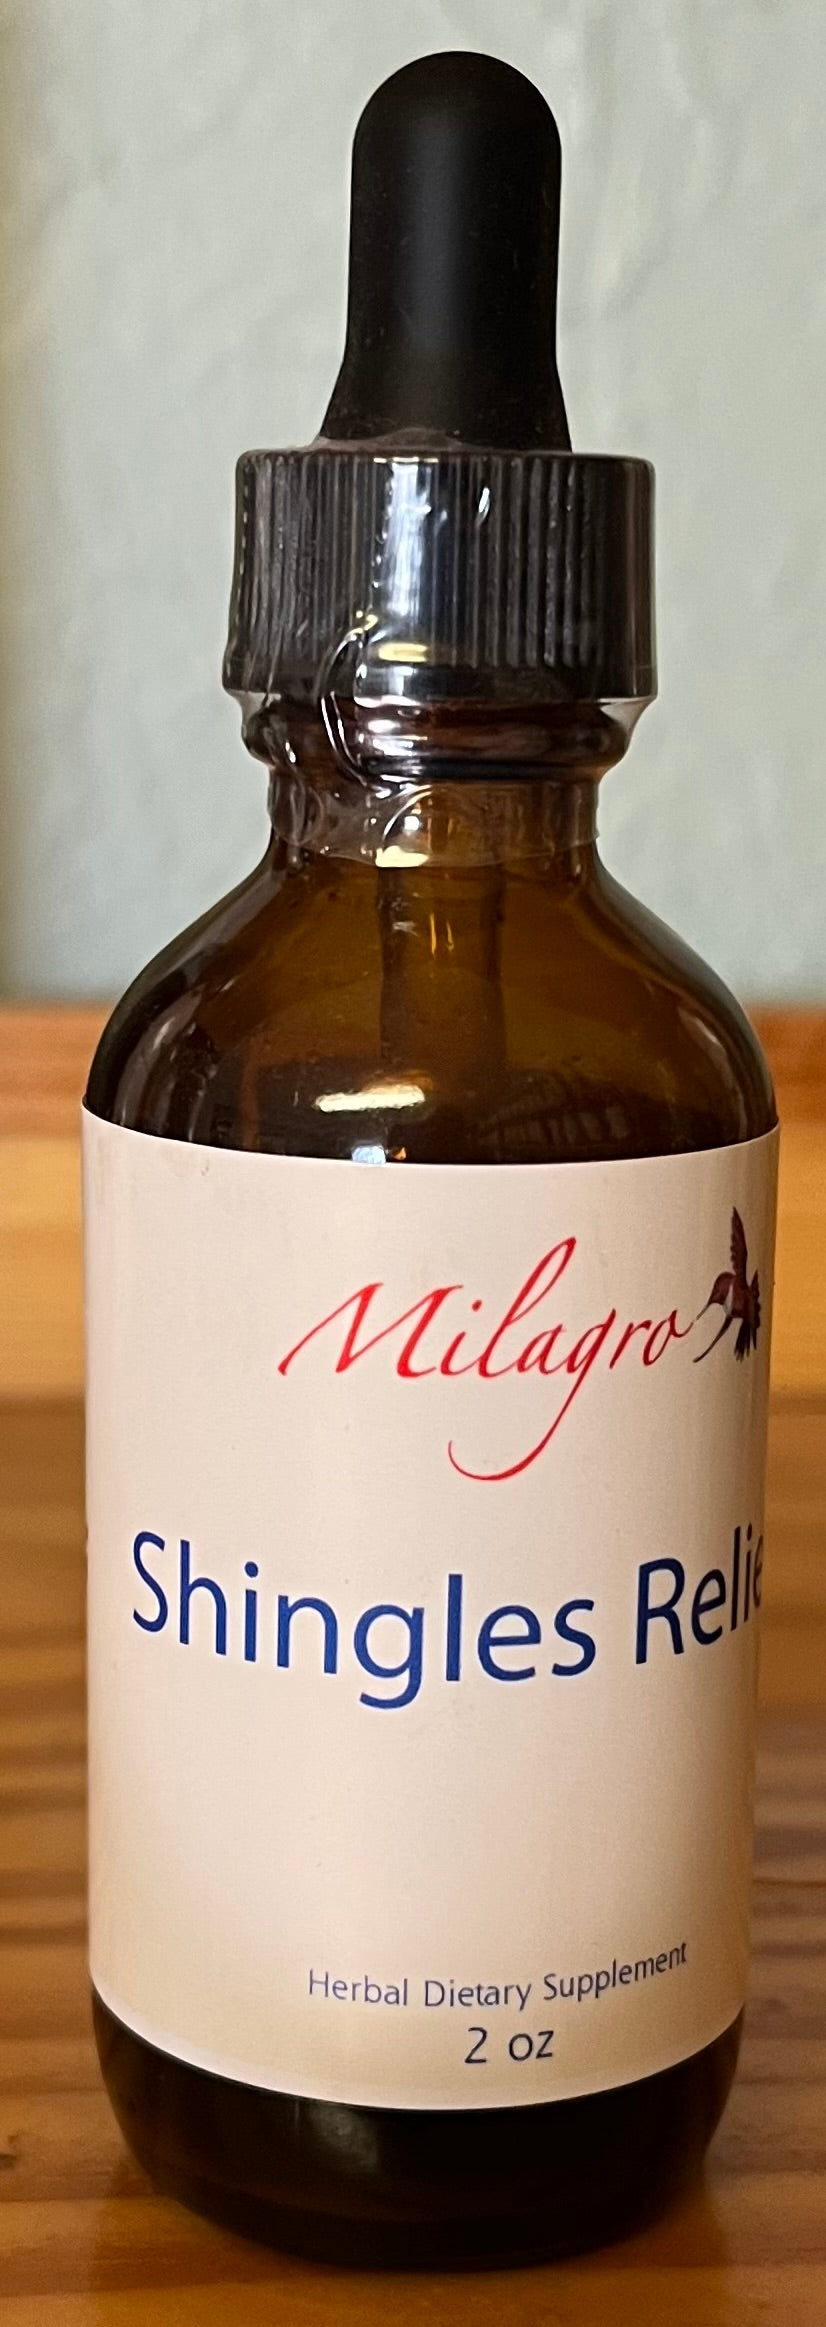 Milagro
Shingles Relie
Herbal Dietary Supplement
2 oz